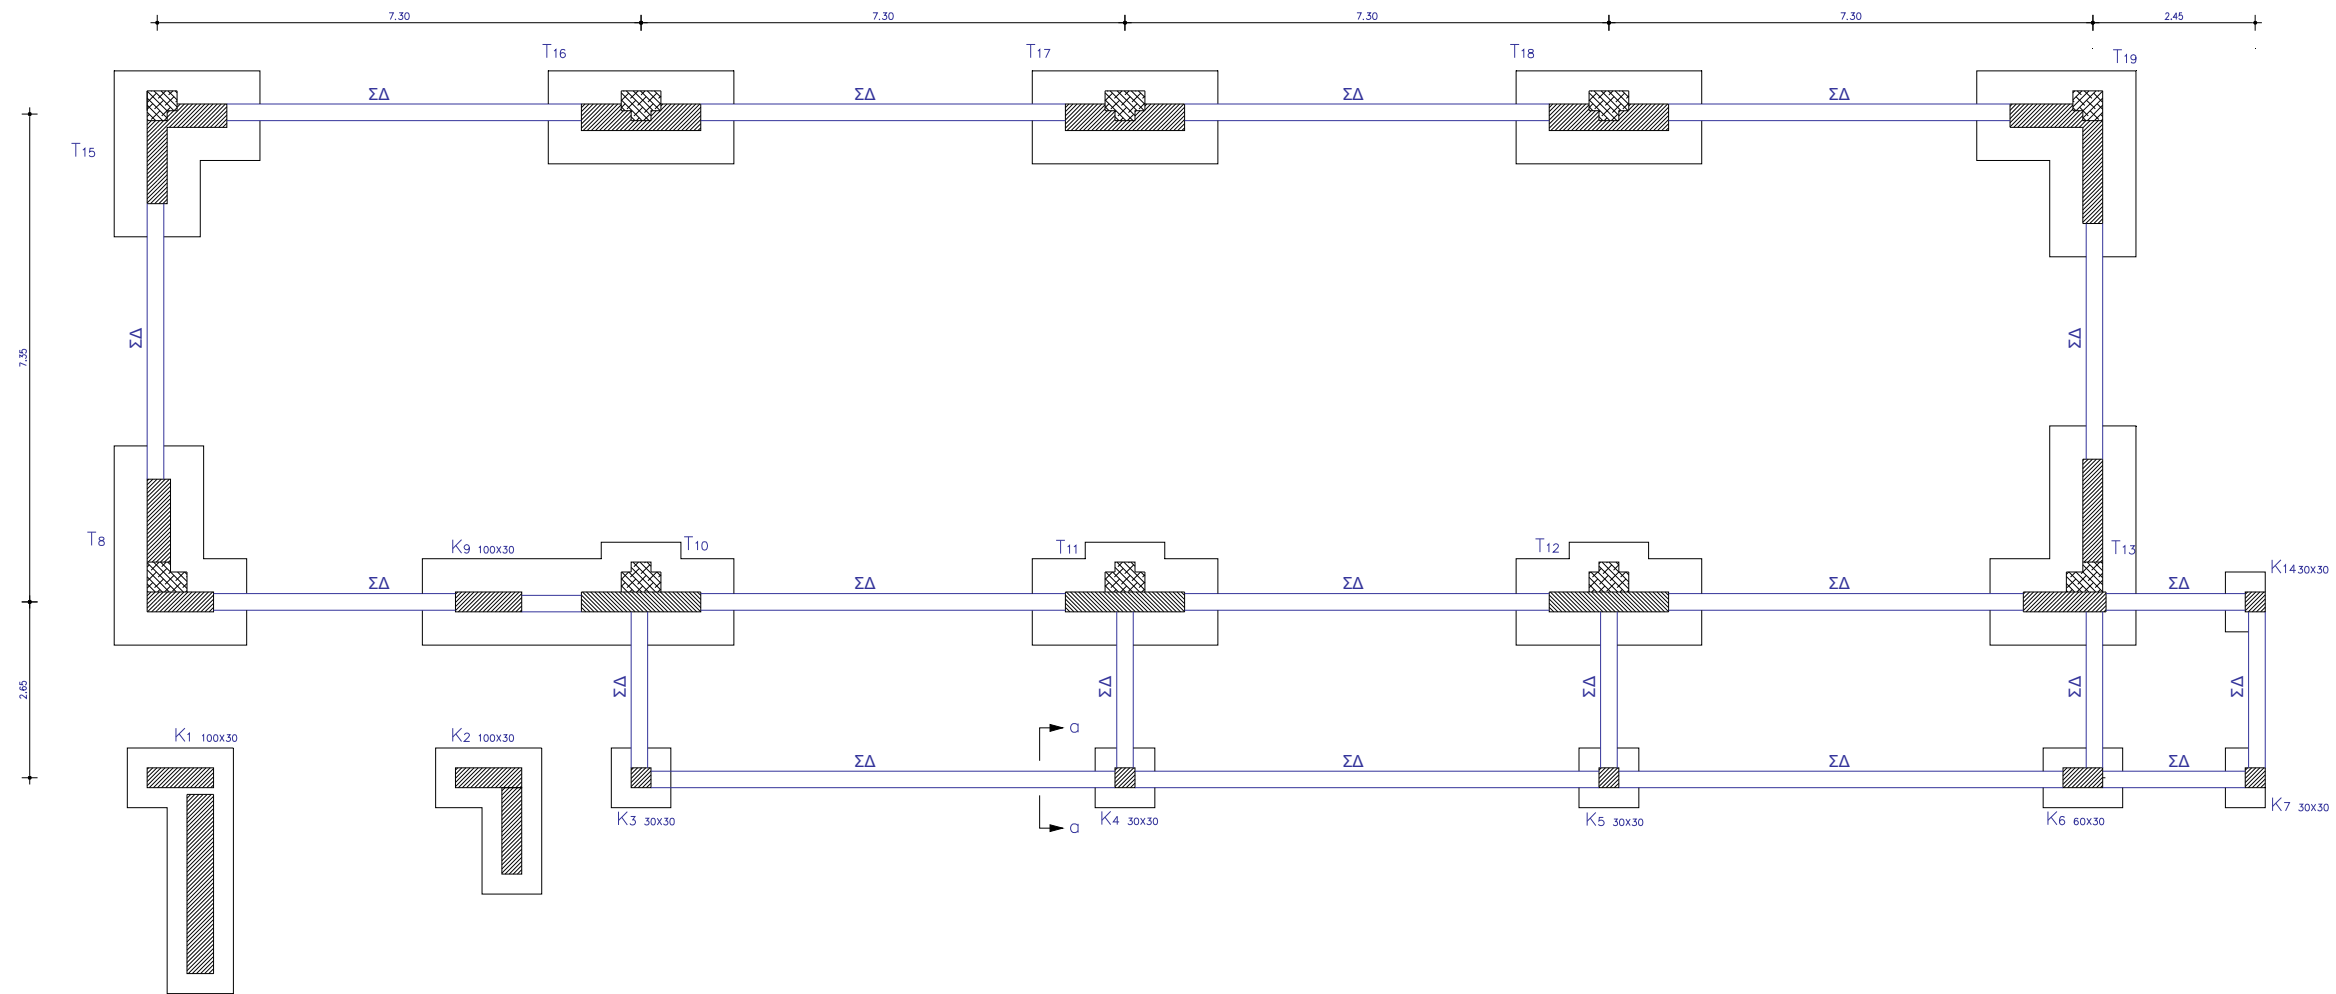 7.30 7.30 7.30 7.30 2.45
T16 T17 T18 T19
ΣΔ ΣΔ ΣΔ ΣΔ
T15
ΣΔ ΣΔ
7.35
T8 K9 100X30 T10 T11 T12 T13
K14 30X30
ΣΔ ΣΔ ΣΔ ΣΔ ΣΔ
2.65
ΣΔ ΣΔ ΣΔ ΣΔ ΣΔ
K1 100X30 K2 100X30
a
ΣΔ ΣΔ ΣΔ ΣΔ
K3 30X30 K4 30X30 K5 30X30 K6 60X30 K7 30X30
a